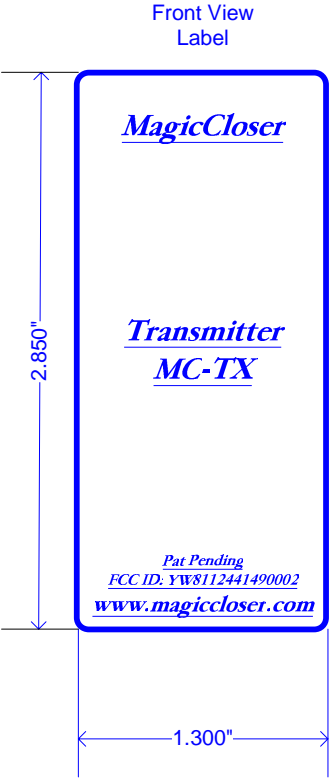 Front View
Label
MagicCloser
2.850"
Transmitter
MC-TX
Pat Pending
FCC ID: YW8112441490002
www.magiccloser.com
1.300"